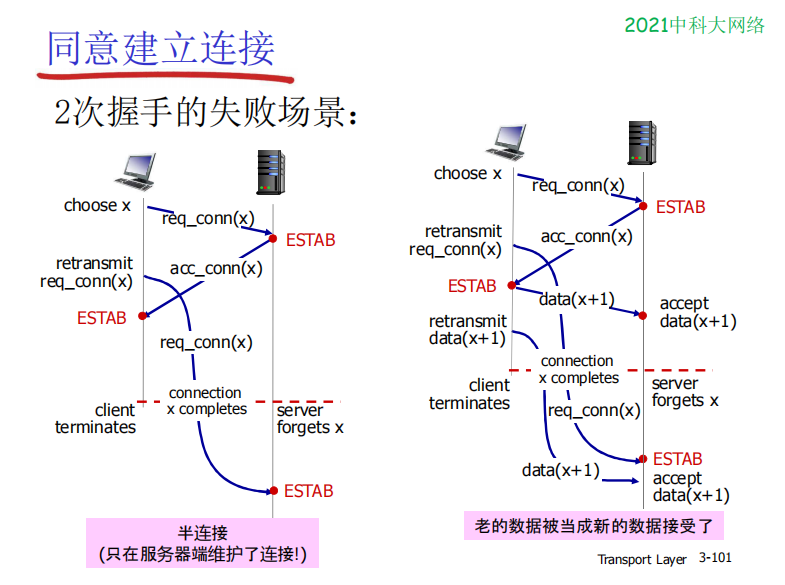 2021中科大网络
同意建立连接
2次握手的失败场景：
choose x
req_conn(x)
ESTAB
retransmit
req_conn(x)
acc_conn(x)
ESTAB
req_conn(x)
connection
x completes
client
terminates
server
forgets x
ESTAB
半连接
(只在服务器端维护了连接!)
choose x
req_conn(x)
ESTAB
retransmit
req_conn(x)
acc_conn(x)
ESTAB
data(x+1)
accept
data(x+1)
retransmit
data(x+1)
connection
x completes
client
terminates
server
forgets x
req_conn(x)
ESTAB
data(x+1)
accept
data(x+1)
老的数据被当成新的数据接受了
Transport Layer 3-101